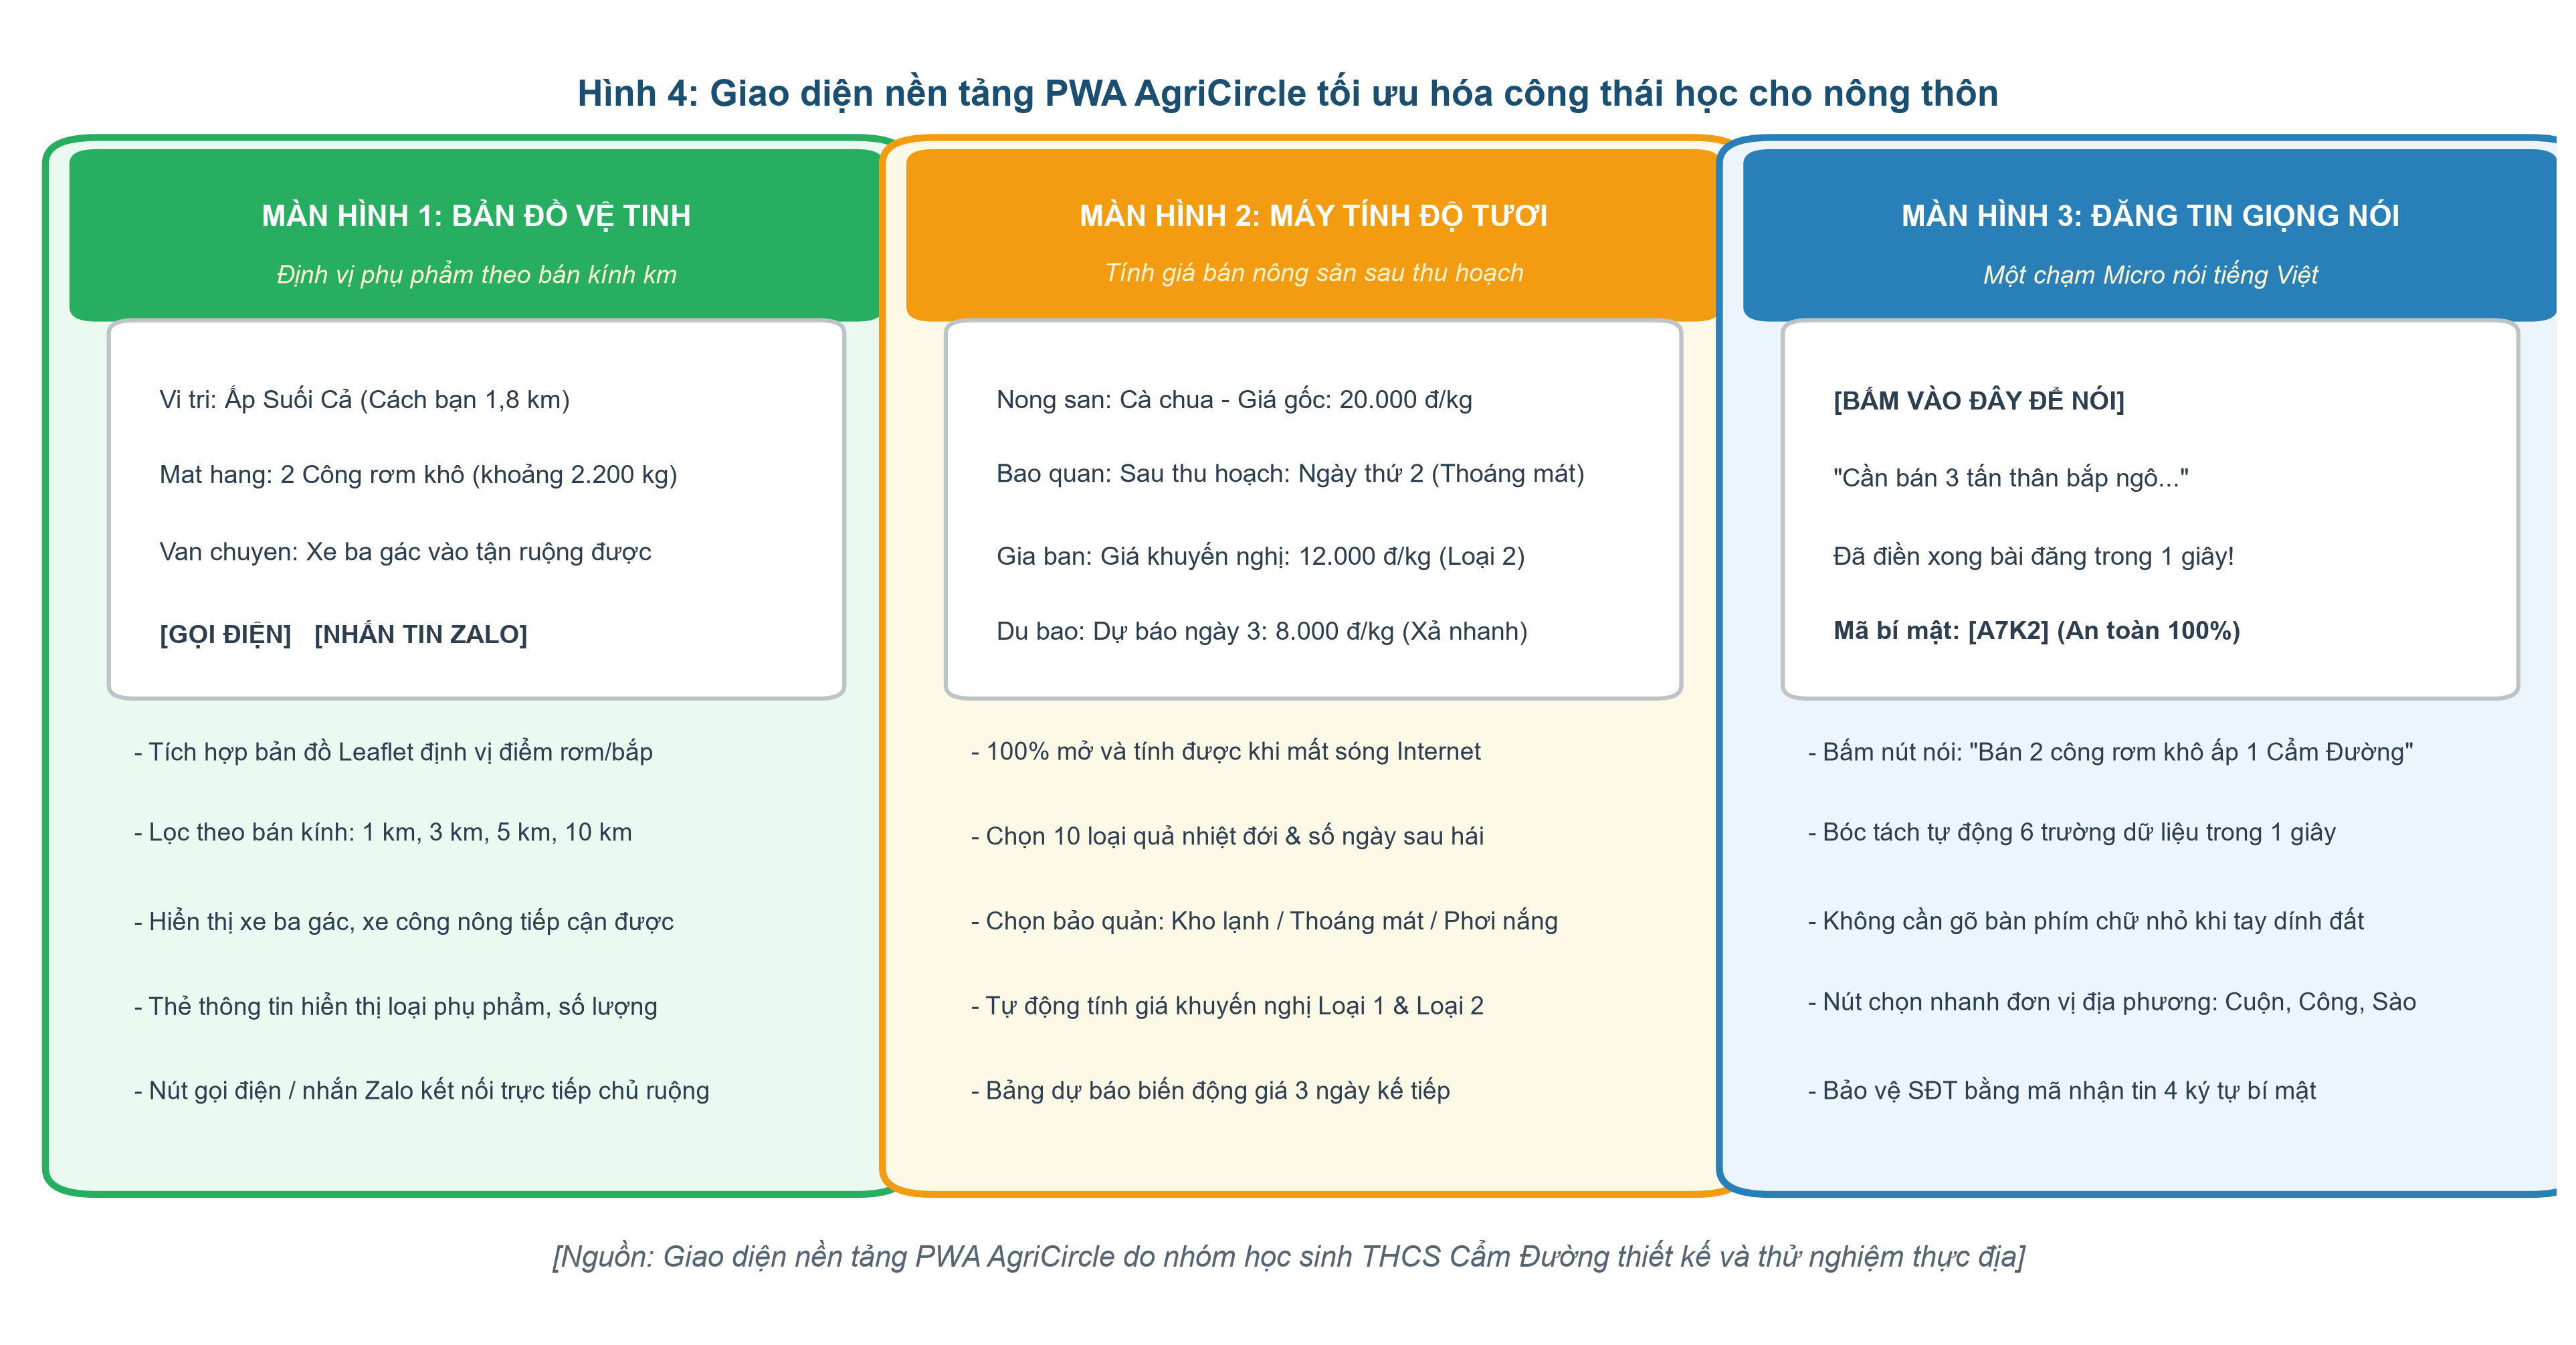 Hình 4: Giao diện nền tảng PWA AgriCircle tối ưu hóa công thái học cho nông thôn
MÀN HÌNH 1: BẢN ĐỒ VỆ TINH
Định vị phụ phẩm theo bán kính km
Vi tri: Ấp Suối Cả (Cách bạn 1,8 km)
Mat hang: 2 Công rơm khô (khoảng 2.200 kg)
Van chuyen: Xe ba gác vào tận ruộng được
[GỌI ĐIỆN] [NHẮN TIN ZALO]
- Tích hợp bản đồ Leaflet định vị điểm rơm/bắp
- Lọc theo bán kính: 1 km, 3 km, 5 km, 10 km
- Hiển thị xe ba gác, xe công nông tiếp cận được
- Thẻ thông tin hiển thị loại phụ phẩm, số lượng
- Nút gọi điện / nhắn Zalo kết nối trực tiếp chủ ruộng
MÀN HÌNH 2: MÁY TÍNH ĐỘ TƯƠI
Tính giá bán nông sản sau thu hoạch
Nong san: Cà chua - Giá gốc: 20.000 đ/kg
Bao quan: Sau thu hoạch: Ngày thứ 2 (Thoáng mát)
Gia ban: Giá khuyến nghị: 12.000 đ/kg (Loại 2)
Du bao: Dự báo ngày 3: 8.000 đ/kg (Xả nhanh)
- 100% mở và tính được khi mất sóng Internet
- Chọn 10 loại quả nhiệt đới & số ngày sau hái
- Chọn bảo quản: Kho lạnh / Thoáng mát / Phơi nắng
- Tự động tính giá khuyến nghị Loại 1 & Loại 2
- Bảng dự báo biến động giá 3 ngày kế tiếp
MÀN HÌNH 3: ĐĂNG TIN GIỌNG NÓI
Một chạm Micro nói tiếng Việt
[BẤM VÀO ĐÂY ĐỂ NÓI]
"Cần bán 3 tấn thân bắp ngô..."
Đã điền xong bài đăng trong 1 giây!
Mã bí mật: [A7K2] (An toàn 100%)
- Bấm nút nói: "Bán 2 công rơm khô ấp 1 Cẩm Đường"
- Bóc tách tự động 6 trường dữ liệu trong 1 giây
- Không cần gõ bàn phím chữ nhỏ khi tay dính đất
- Nút chọn nhanh đơn vị địa phương: Cuộn, Công, Sào
- Bảo vệ SĐT bằng mã nhận tin 4 ký tự bí mật
[Nguồn: Giao diện nền tảng PWA AgriCircle do nhóm học sinh THCS Cẩm Đường thiết kế và thử nghiệm thực địa]